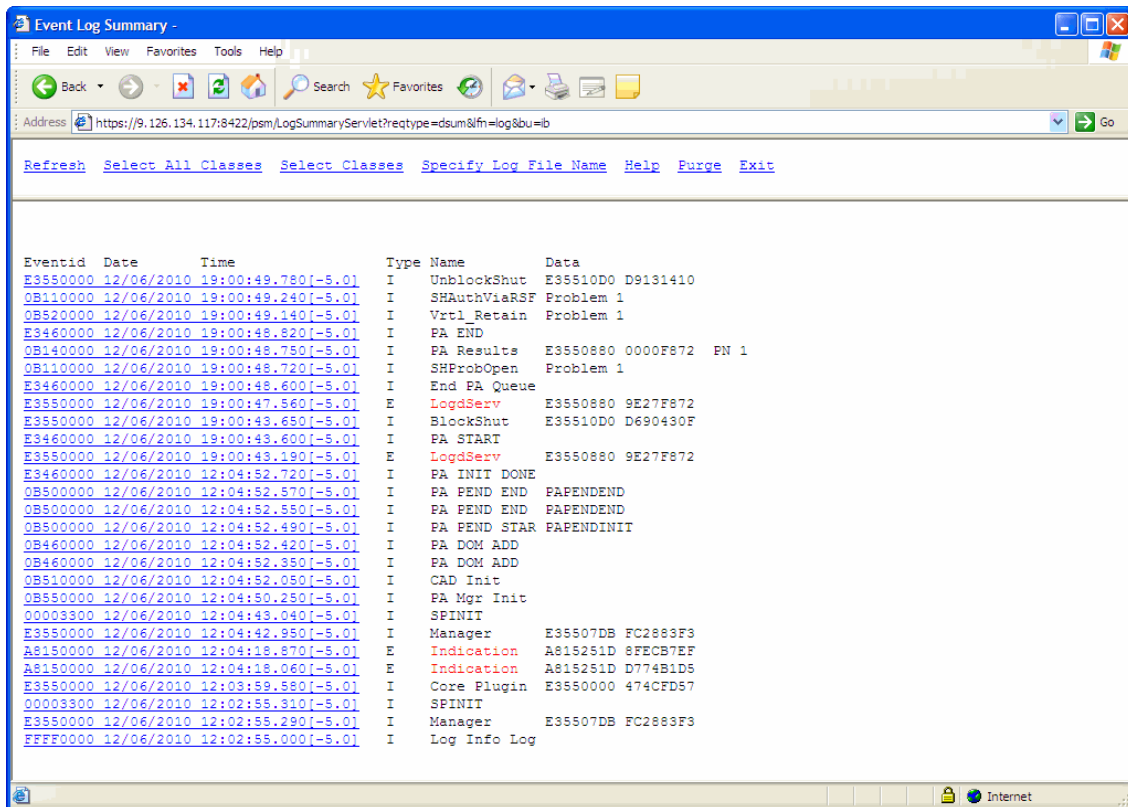 Event Log Summary -
File Edit View Favorites Tools Help
Back Search Favorites
Address https://9.126.134.117:8422/psm/LogSummaryServlet?reqtype=dsum&lfn=log&bu=ib Go
Refresh Select All Classes Select Classes Specify Log File Name Help Purge Exit
Eventid Date Time Type Name Data
E3550000 12/06/2010 19:00:49.780[-5.0] I UnblockShut E35510D0 D9131410
0B110000 12/06/2010 19:00:49.240[-5.0] I SHAuthViaRSF Problem 1
0B520000 12/06/2010 19:00:49.140[-5.0] I Vrtl_Retain Problem 1
E3460000 12/06/2010 19:00:48.820[-5.0] I PA END
0B140000 12/06/2010 19:00:48.750[-5.0] I PA Results E3550880 0000F872 PN 1
0B110000 12/06/2010 19:00:48.720[-5.0] I SHProbOpen Problem 1
E3460000 12/06/2010 19:00:48.600[-5.0] I End PA Queue
E3550000 12/06/2010 19:00:47.560[-5.0] E LogdServ E3550880 9E27F872
E3550000 12/06/2010 19:00:43.650[-5.0] I BlockShut E35510D0 D690430F
E3460000 12/06/2010 19:00:43.600[-5.0] I PA START
E3550000 12/06/2010 19:00:43.190[-5.0] E LogdServ E3550880 9E27F872
E3460000 12/06/2010 12:04:52.720[-5.0] I PA INIT DONE
0B500000 12/06/2010 12:04:52.570[-5.0] I PA PEND END PAPENDEND
0B500000 12/06/2010 12:04:52.550[-5.0] I PA PEND END PAPENDEND
0B500000 12/06/2010 12:04:52.490[-5.0] I PA PEND STAR PAPENDINIT
0B460000 12/06/2010 12:04:52.420[-5.0] I PA DOM ADD
0B460000 12/06/2010 12:04:52.350[-5.0] I PA DOM ADD
0B510000 12/06/2010 12:04:52.050[-5.0] I CAD Init
0B550000 12/06/2010 12:04:50.250[-5.0] I PA Mgr Init
00003300 12/06/2010 12:04:43.040[-5.0] I SPINIT
E3550000 12/06/2010 12:04:42.950[-5.0] I Manager E35507DB FC2883F3
A8150000 12/06/2010 12:04:18.870[-5.0] E Indication A815251D 8FECB7EF
A8150000 12/06/2010 12:04:18.060[-5.0] E Indication A815251D D774B1D5
E3550000 12/06/2010 12:03:59.580[-5.0] I Core Plugin E3550000 474CFD57
00003300 12/06/2010 12:02:55.310[-5.0] I SPINIT
E3550000 12/06/2010 12:02:55.290[-5.0] I Manager E35507DB FC2883F3
FFFF0000 12/06/2010 12:02:55.000[-5.0] I Log Info Log
Internet